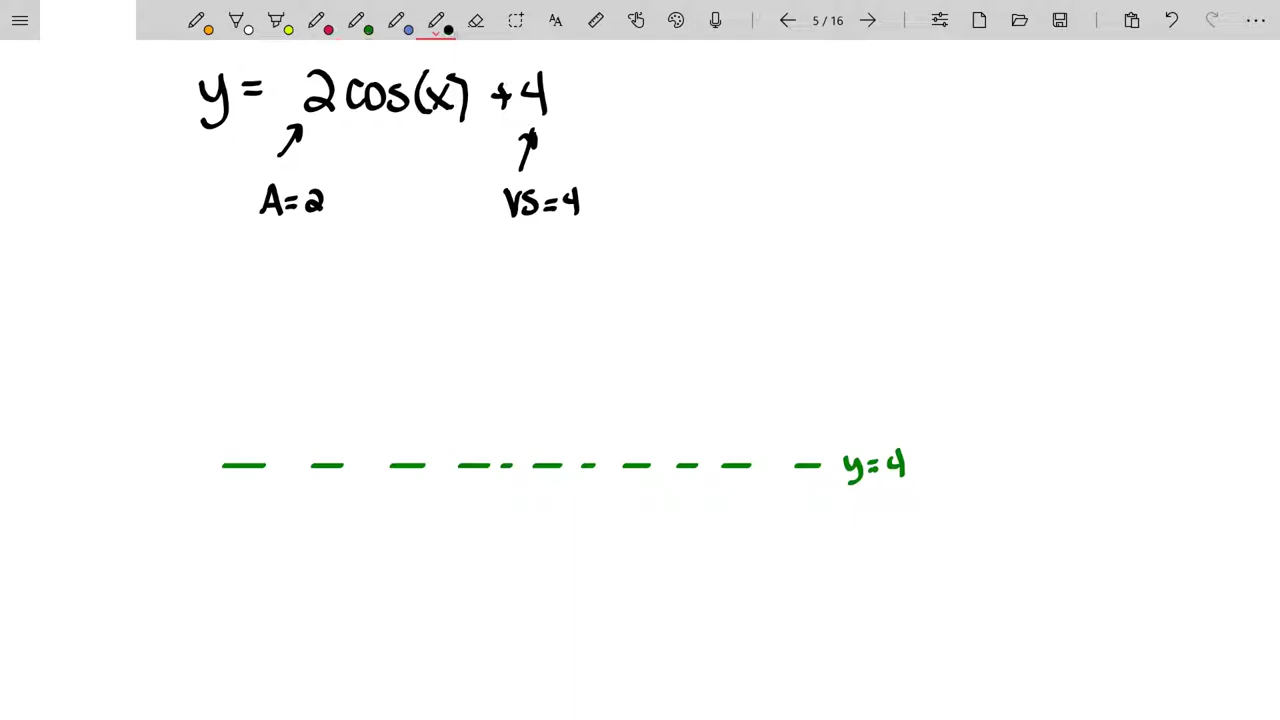 5 / 16
y = 2cos(x) + 4
A = 2 VS = 4
y = 4